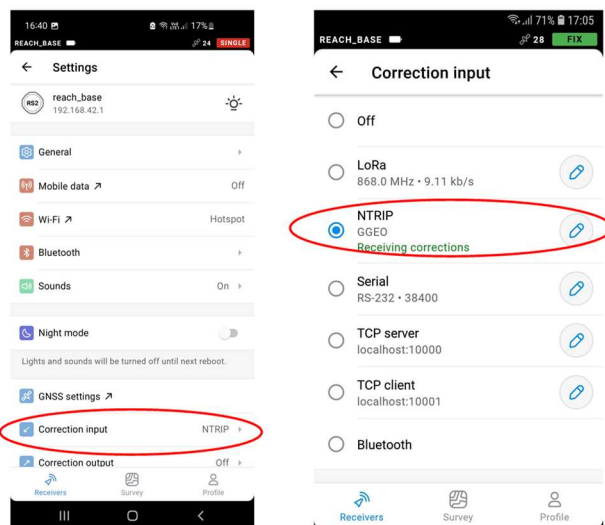 16:40 17%
REACH_BASE 24 SINGLE
Settings
RS2
reach_base
192.168.42.1
General
Mobile data ↗ Off
Wi-Fi ↗ Hotspot
Bluetooth
Sounds On
Night mode
Lights and sounds will be turned off until next reboot.
GNSS settings ↗
Correction input NTRIP
Correction output Off
Receivers Survey Profile
71% 17:05
REACH_BASE 28 FIX
Correction input
Off
LoRa
868.0 MHz • 9.11 kb/s
NTRIP
GGEO
Receiving corrections
Serial
RS-232 • 38400
TCP server
localhost:10000
TCP client
localhost:10001
Bluetooth
Receivers Survey Profile